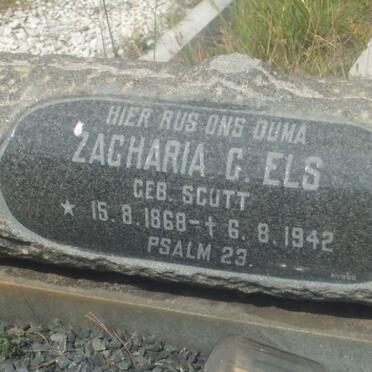 HIER RUS ONS OUMA
ZACHARIA C. ELS
GEB. SCUTT
* 15.8.1868 - † 6.8.1942
PSALM 23.